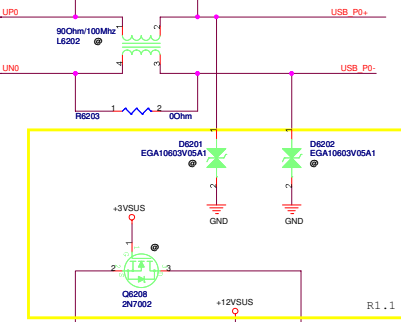 UP0
USB_P0+
90Ohm/100Mhz
1
2
L6202 @
4
3
UN0
USB_P0-
1
2
R6203
0Ohm
1
1
D6201
EGA10603V05A1
@
D6202
EGA10603V05A1
@
2
2
GND
GND
+3VSUS
1
@
2
3
Q6208
2N7002
+12VSUS
R1.1